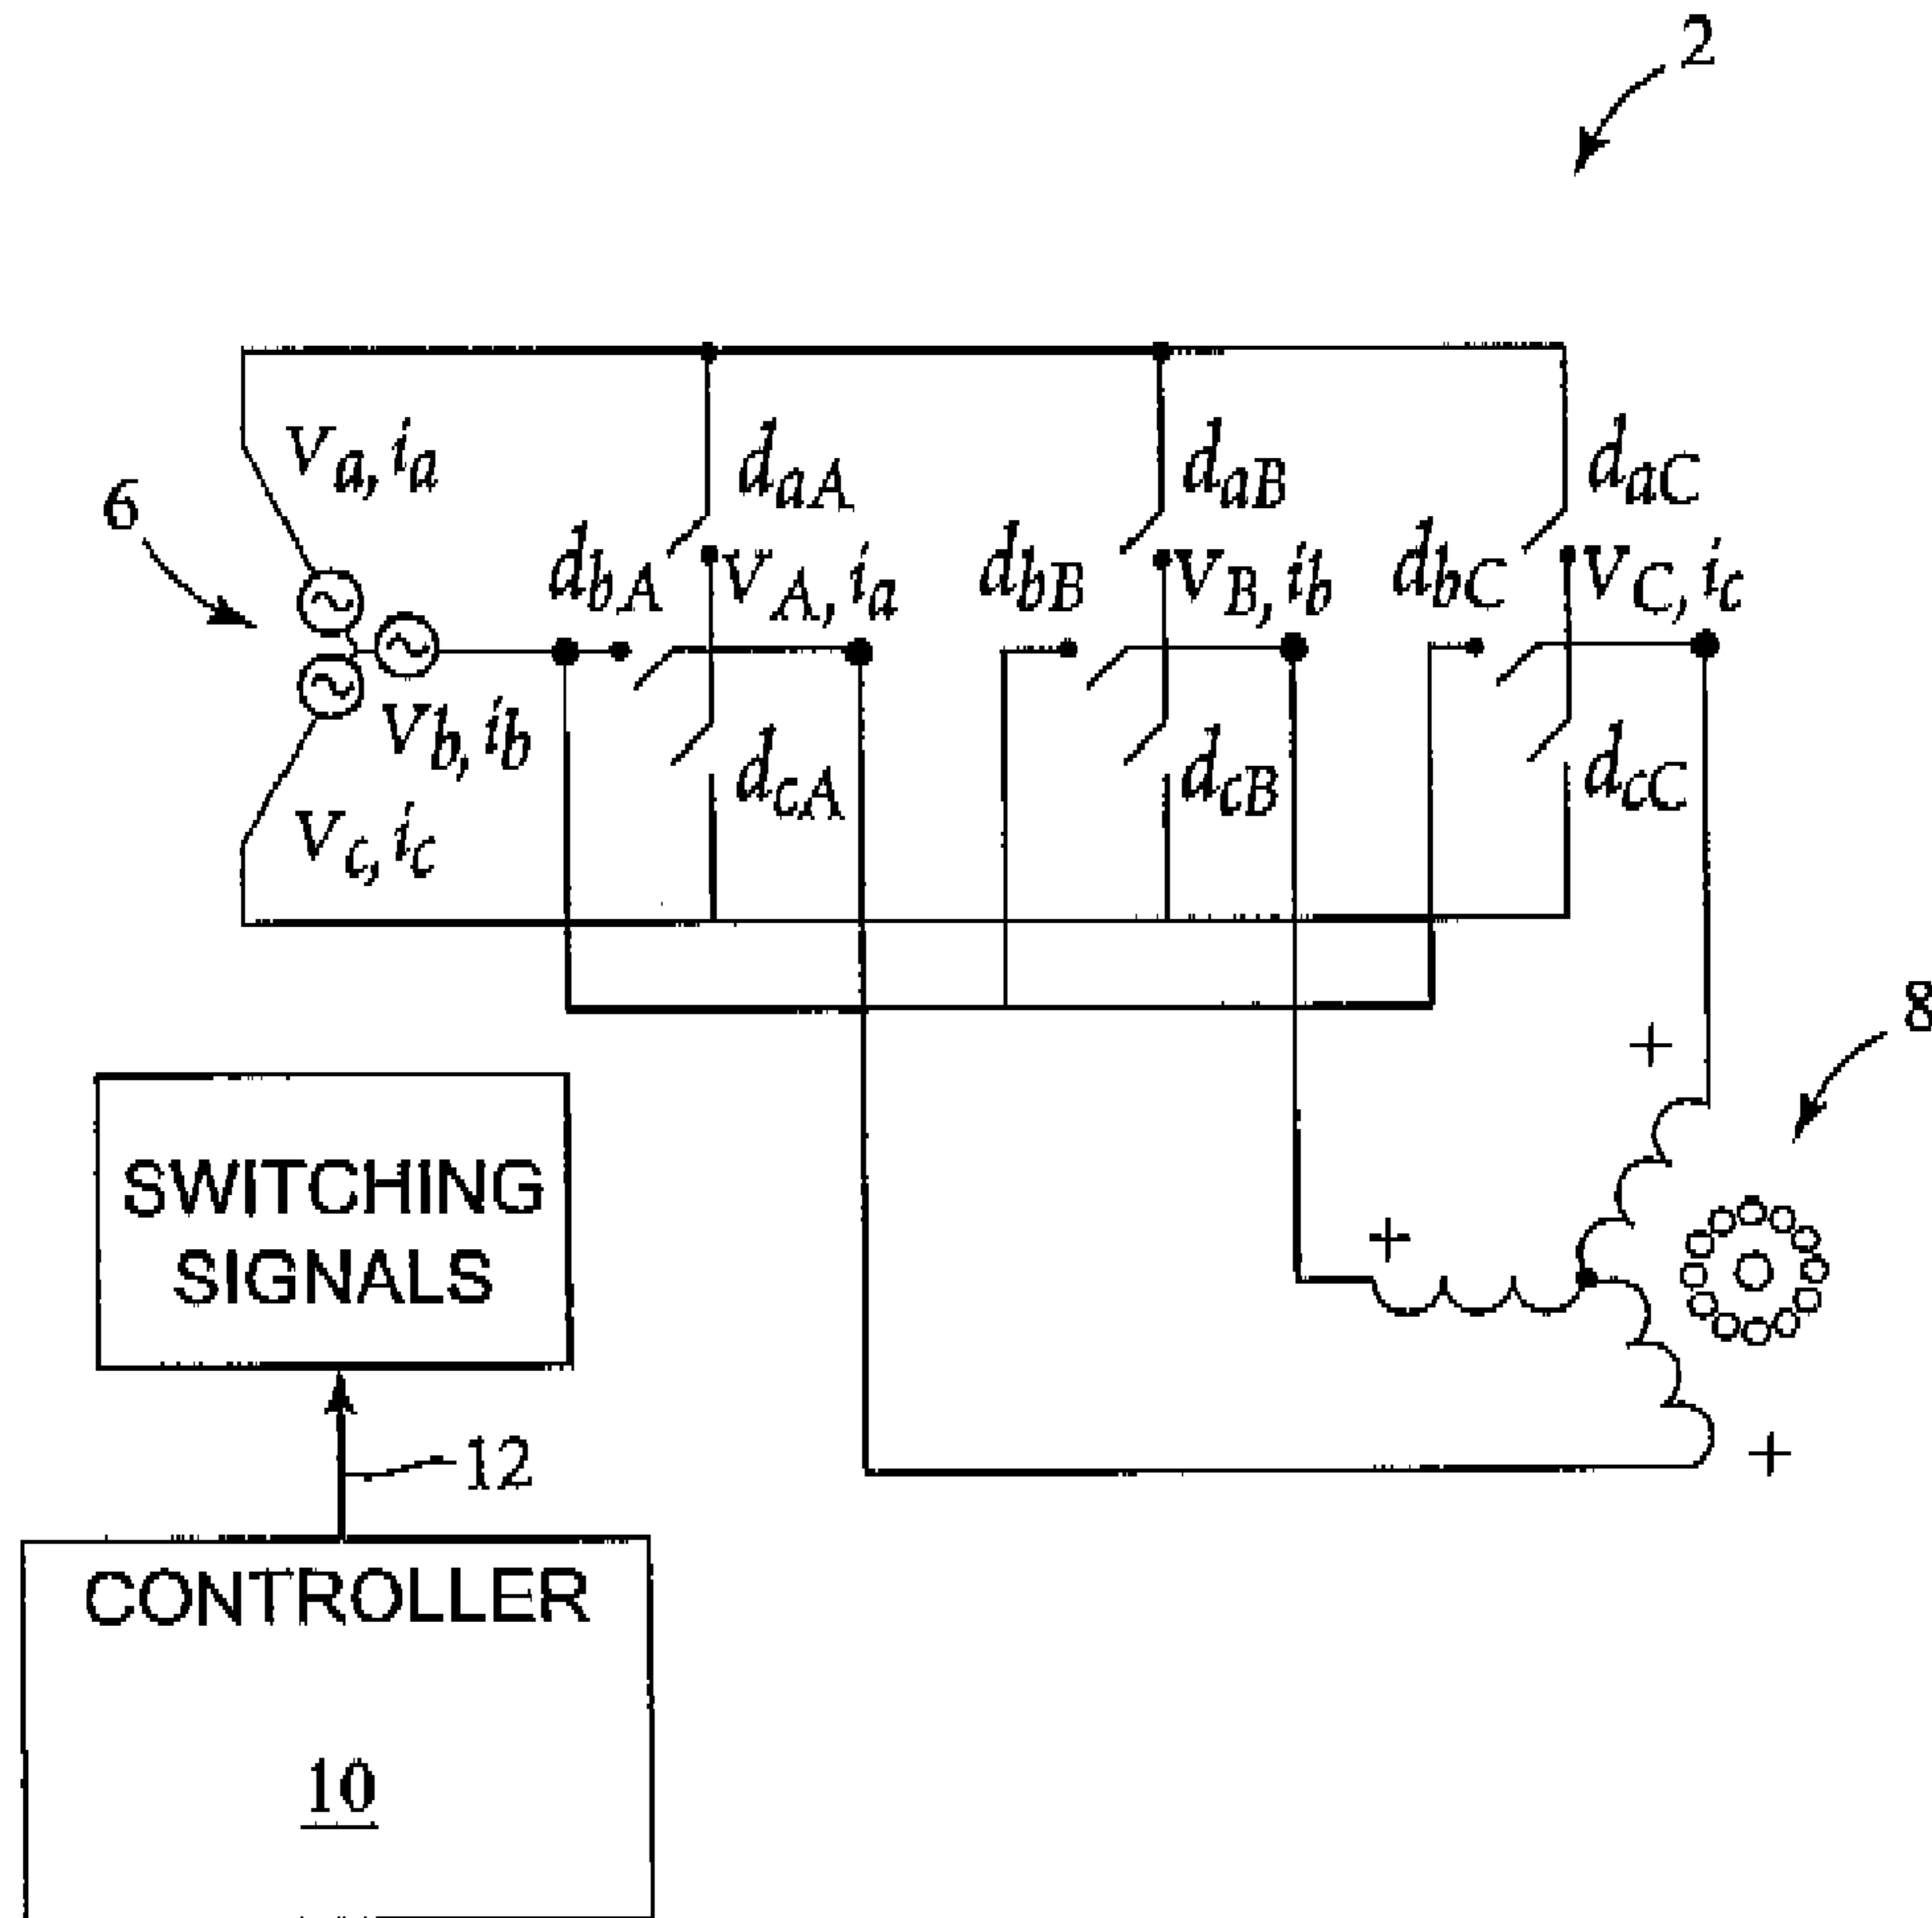 2
Va, ia
daA
daB
daC
6
dbA
VA, ia
dbB
VB, ib
dbC
VC, ic
Vb, ib
dcA
dcB
dcC
Vc, ic
8
+
SWITCHING
SIGNALS
+
12
+
CONTROLLER
10